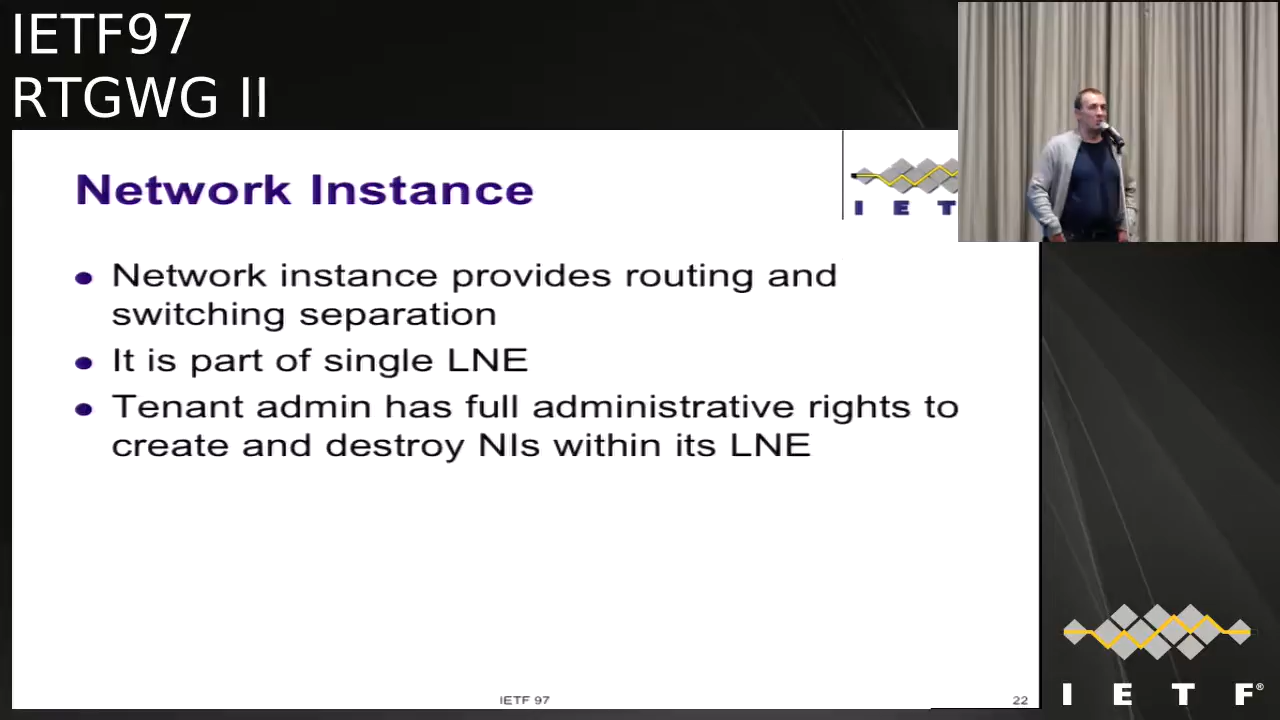 IETF97
RTGWG II
Network Instance
I E T
• Network instance provides routing and
switching separation
• It is part of single LNE
• Tenant admin has full administrative rights to
create and destroy NIs within its LNE
IETF 97
22
I E T F®